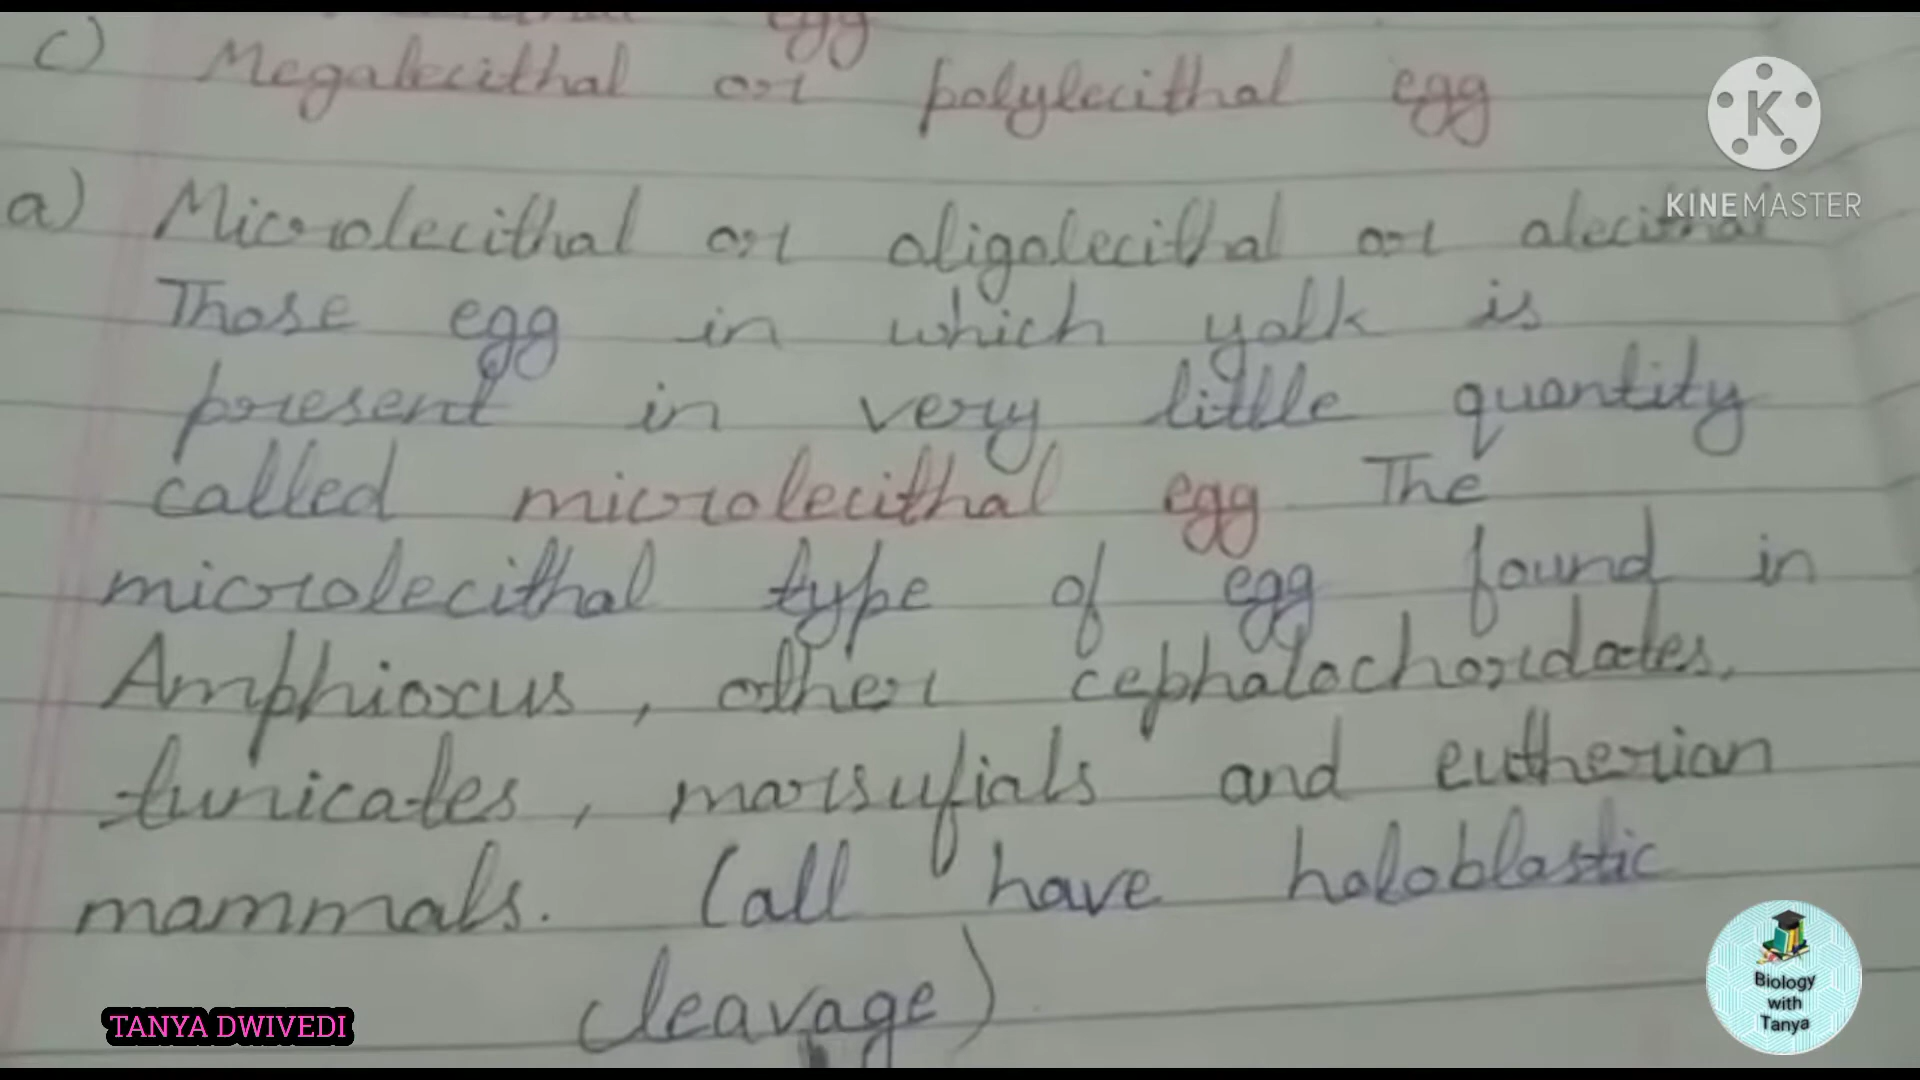 egg
c) Megalecithal or polylecithal egg
a) Microlecithal or oligolecithal or alecithal
Those egg in which yolk is
present in very little quantity
called microlecithal egg The
microlecithal type of egg found in
Amphioxus, other cephalochordates,
tunicates, marsupials and eutherian
mammals. (all have holoblastic
cleavage)
KINEMASTER
K
TANYA DWIVEDI
Biology
with
Tanya